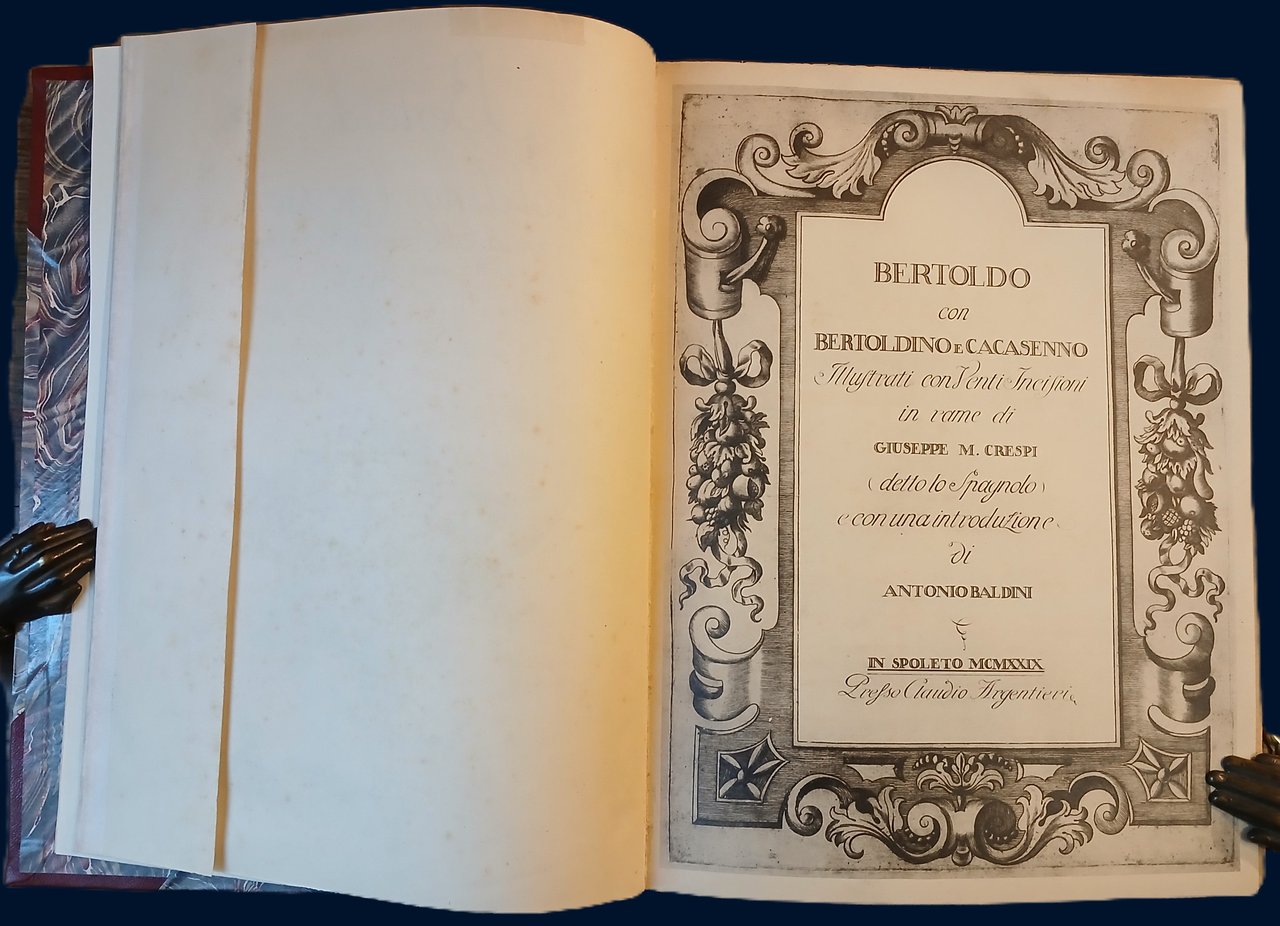 BERTOLDO
con
BERTOLDINO E CACASENNO
Illustrati con Venti Incisioni
in rame di
GIUSEPPE M. CRESPI
(detto lo Spagnolo)
e con una introduzione
di
ANTONIO BALDINI
IN SPOLETO MCMXXIX
Presso Claudio Argentieri